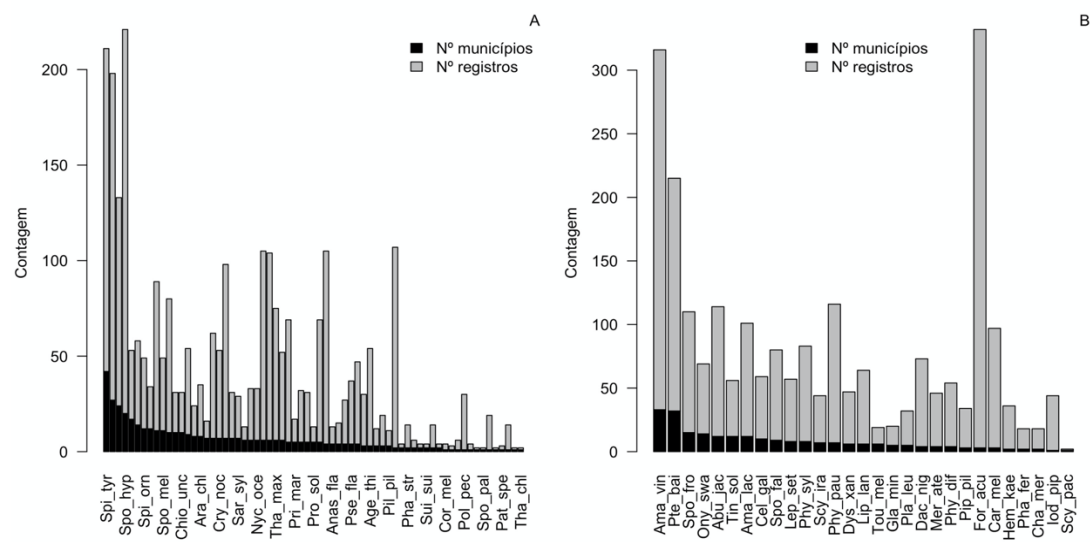 A
Nº municípios
Nº registros
Contagem
200
150
100
50
0
Spi_tyr
Spo_hyp
Spi_orn
Spo_mel
Chio_unc
Ara_chl
Cry_noc
Sar_syl
Nyc_oce
Tha_max
Pri_mar
Pro_sol
Anas_fla
Pse_fla
Age_thi
Pil_pil
Pha_str
Sui_sui
Cor_mel
Pol_pec
Spo_pal
Pat_spe
Tha_chl
B
Nº municípios
Nº registros
Contagem
300
250
200
150
100
50
0
Ama_vin
Pte_bai
Spo_fro
Ony_swa
Abu_jac
Tin_sol
Ama_lac
Cel_gal
Spo_fal
Lep_set
Phy_syl
Scy_ira
Phy_pau
Dys_xan
Lip_lan
Tou_mel
Gla_min
Pla_leu
Dac_nig
Mer_ate
Phy_dif
Pip_pil
For_acu
Car_mel
Hem_kae
Pha_fer
Cha_mer
Iod_pip
Scy_pac